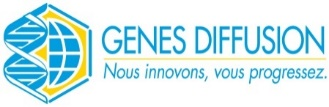 GENES DIFFUSION
Nous innovons, vous progressez.